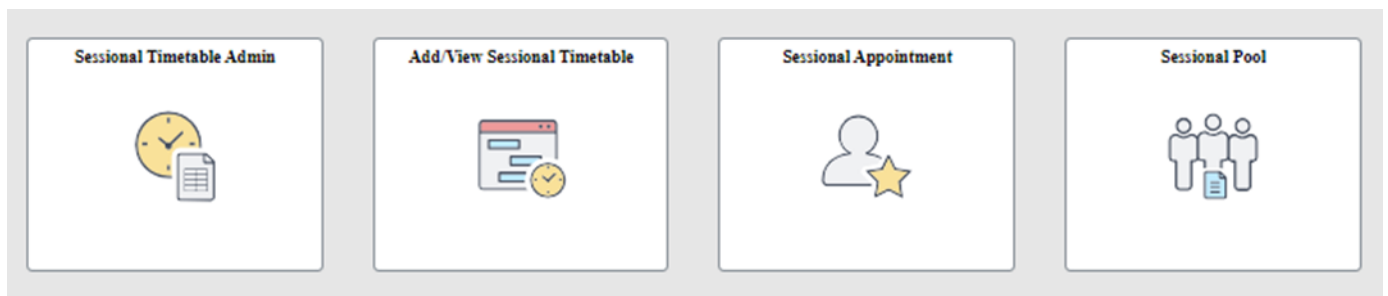 Sessional Timetable Admin
Add/View Sessional Timetable
Sessional Appointment
Sessional Pool